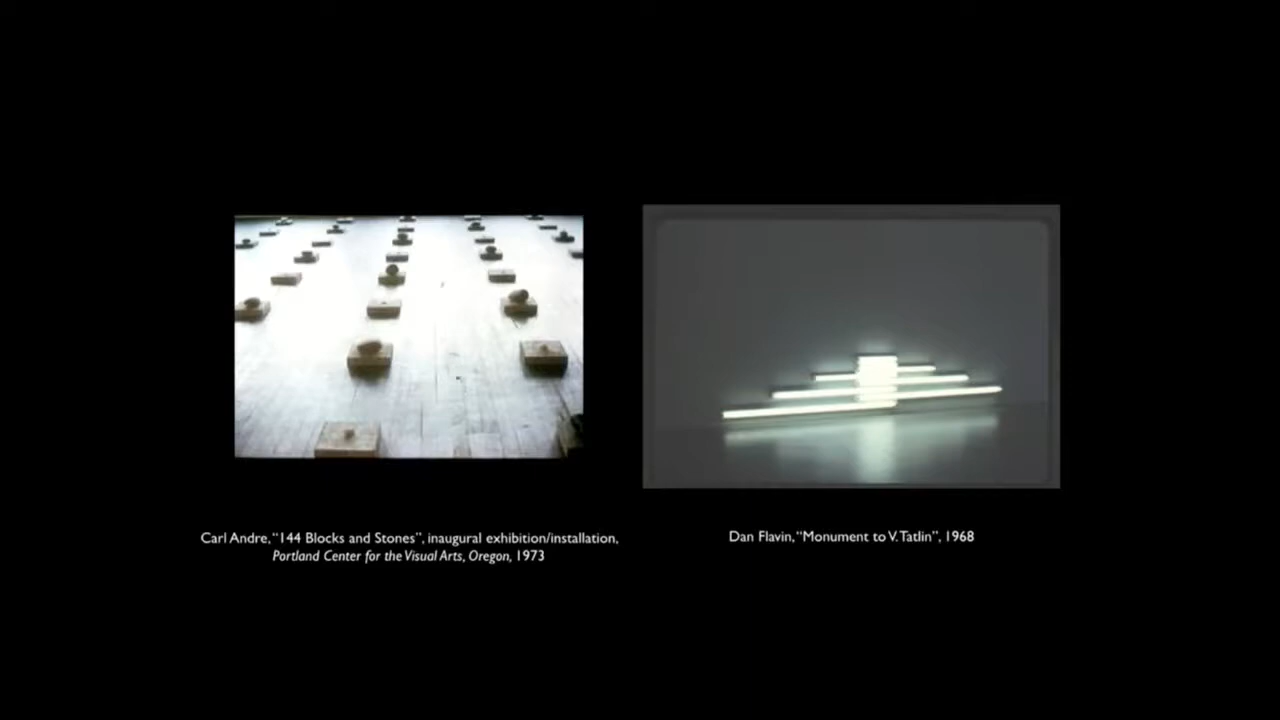 Carl Andre, "144 Blocks and Stones", inaugural exhibition/installation,
Portland Center for the Visual Arts, Oregon, 1973
Dan Flavin, "Monument to V. Tatlin", 1968